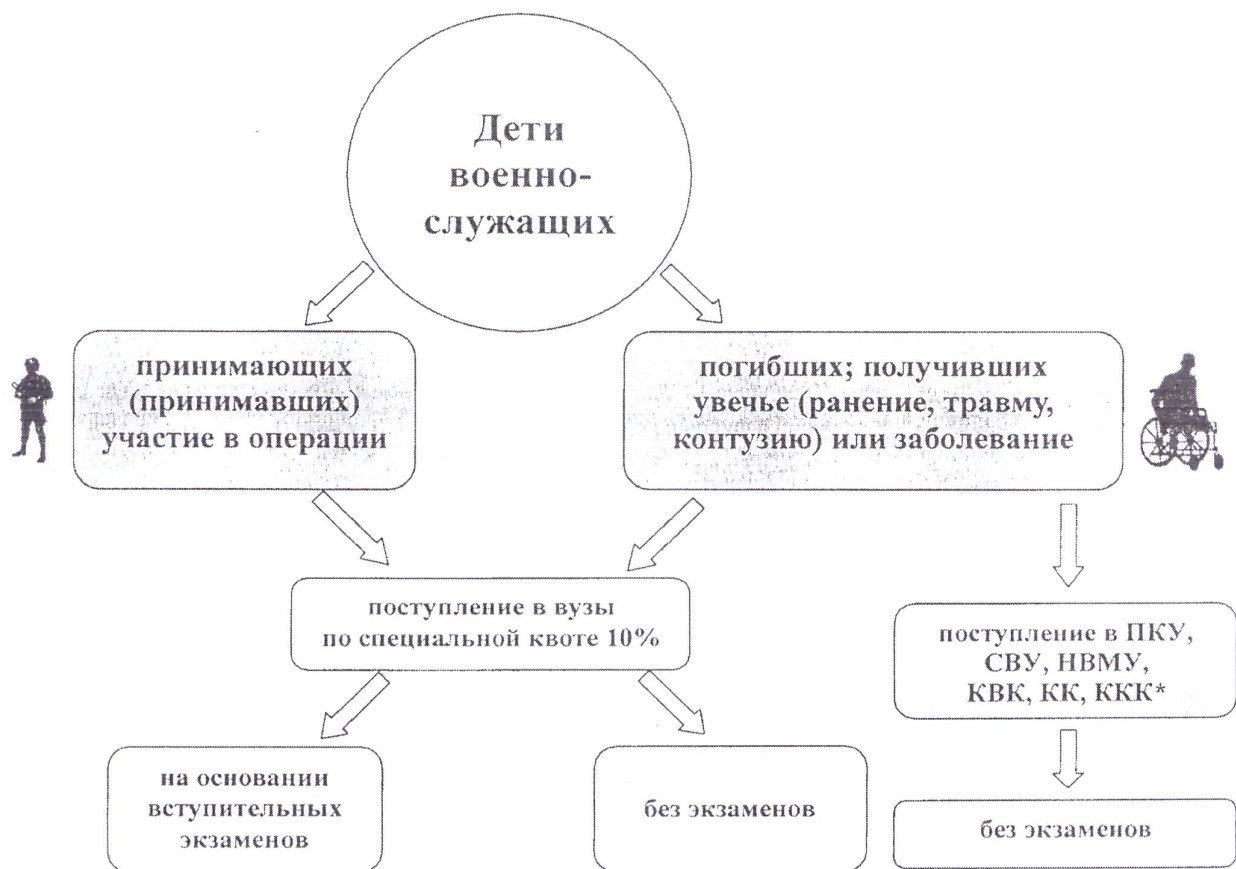 Дети
военно-
служащих
принимающих
(принимавших)
участие в операции
погибших; получивших
увечье (ранение, травму,
контузию) или заболевание
поступление в вузы
по специальной квоте 10%
поступление в ПКУ,
СВУ, НВМУ,
КВК, КК, ККК*
на основании
вступительных
экзаменов
без экзаменов
без экзаменов